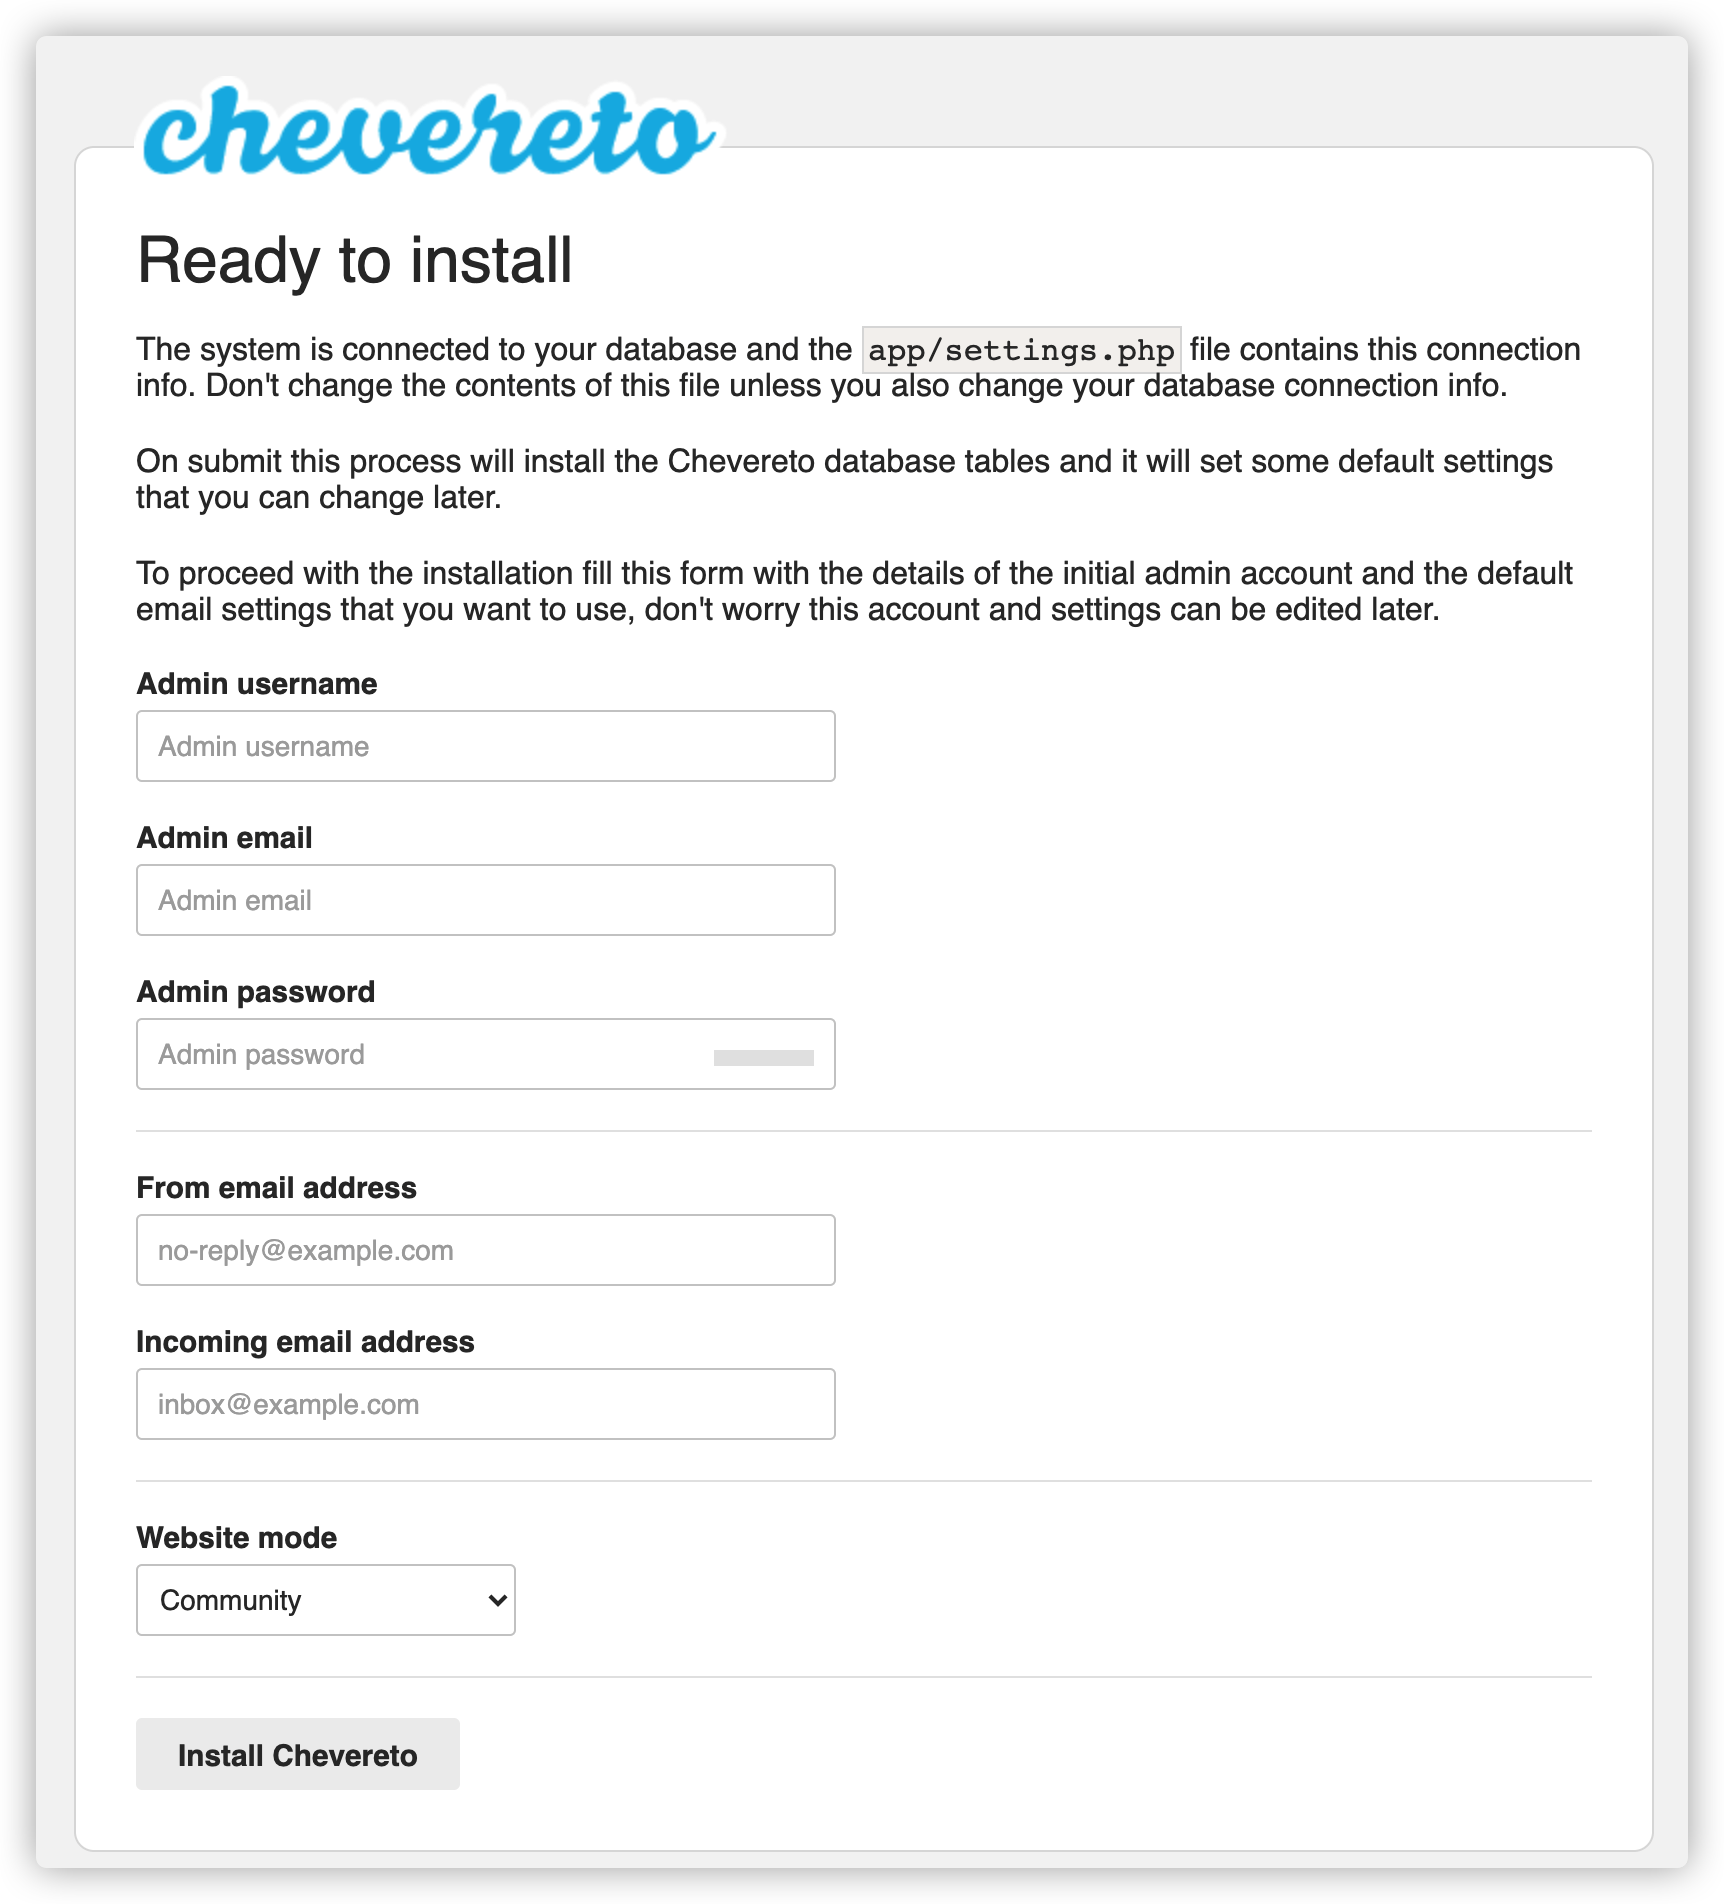 chevereto
Ready to install
The system is connected to your database and the app/settings.php file contains this connection
info. Don't change the contents of this file unless you also change your database connection info.
On submit this process will install the Chevereto database tables and it will set some default settings
that you can change later.
To proceed with the installation fill this form with the details of the initial admin account and the default
email settings that you want to use, don't worry this account and settings can be edited later.
Admin username
Admin username
Admin email
Admin email
Admin password
Admin password
From email address
no-reply@example.com
Incoming email address
inbox@example.com
Website mode
Community
Install Chevereto